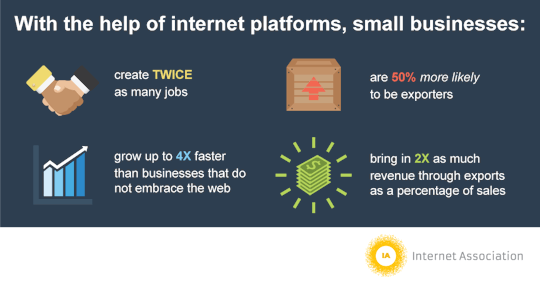 With the help of internet platforms, small businesses:
create TWICE
as many jobs
are 50% more likely
to be exporters
grow up to 4X faster
than businesses that do
not embrace the web
bring in 2X as much
revenue through exports
as a percentage of sales
$
IA
Internet Association